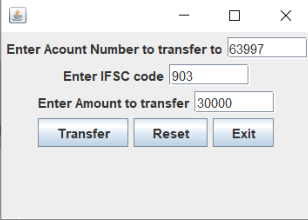 Enter Acount Number to transfer to 63997
Enter IFSC code 903
Enter Amount to transfer 30000
Transfer Reset Exit